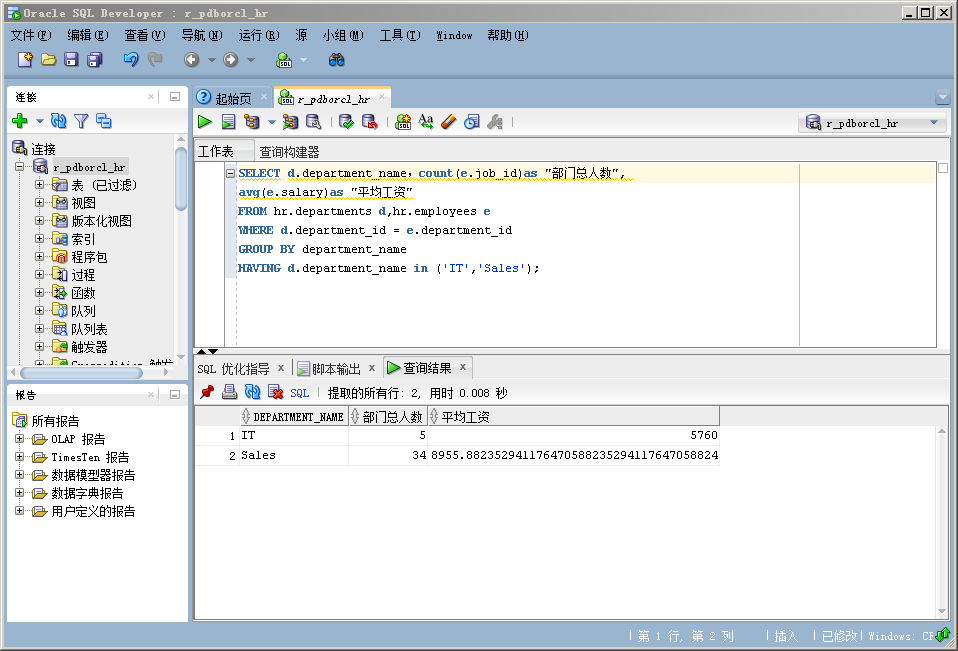 Oracle SQL Developer : r_pdborcl_hr
文件(F) 编辑(E) 查看(V) 导航(N) 运行(R) 源 小组(M) 工具(T) Window 帮助(H)
连接
连接
r_pdborcl_hr
表 (已过滤)
视图
版本化视图
索引
程序包
过程
函数
队列
队列表
触发器
报告
所有报告
OLAP 报告
TimesTen 报告
数据模型器报告
数据字典报告
用户定义的报告
起始页 r_pdborcl_hr
r_pdborcl_hr
工作表 查询构建器
SELECT d.department_name，count(e.job_id)as "部门总人数",
avg(e.salary)as "平均工资"
FROM hr.departments d,hr.employees e
WHERE d.department_id = e.department_id
GROUP BY department_name
HAVING d.department_name in ('IT','Sales');
SQL 优化指导 脚本输出 查询结果
SQL 提取的所有行: 2, 用时 0.008 秒
DEPARTMENT_NAME 部门总人数 平均工资
1 IT 5 5760
2 Sales 34 8955.882352941176470588235294117647058824
第 1 行, 第 2 列 插入 已修改 Windows: